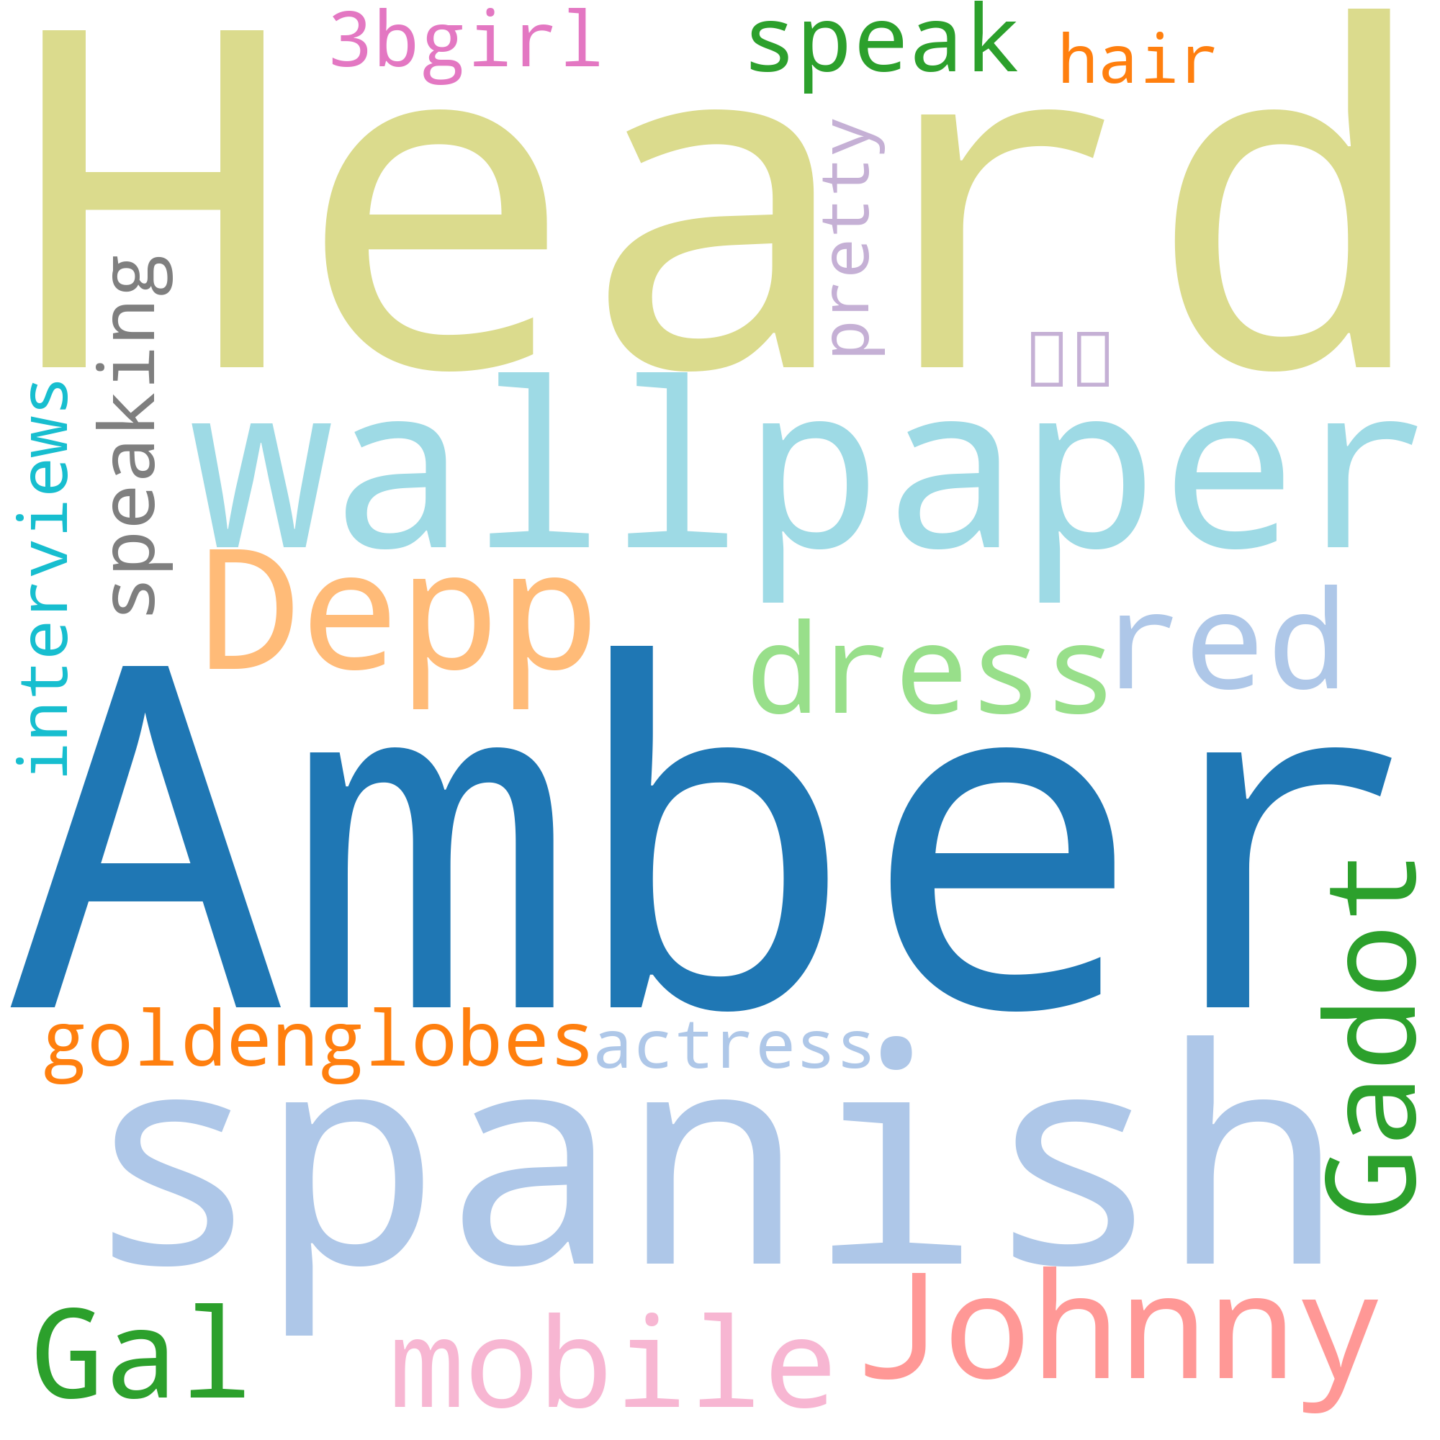 3bgirl
speak
hair
Heard
pretty
speaking
interviews
wallpaper
Depp
dress
red
Amber
Gadot
goldenglobes
actress
spanish
Gal
mobile
Johnny